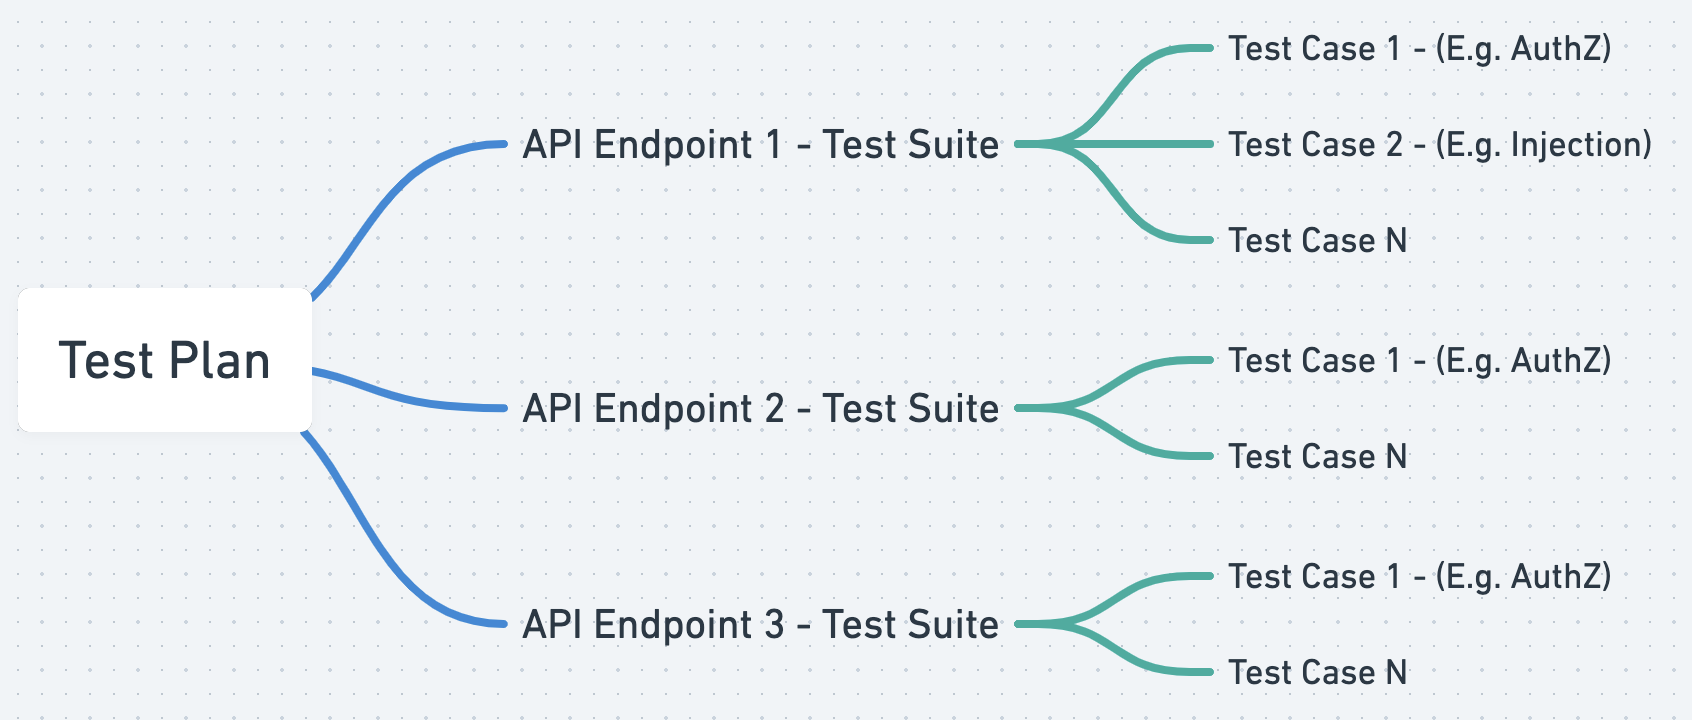 Test Plan
API Endpoint 1 - Test Suite
Test Case 1 - (E.g. AuthZ)
Test Case 2 - (E.g. Injection)
Test Case N
API Endpoint 2 - Test Suite
Test Case 1 - (E.g. AuthZ)
Test Case N
API Endpoint 3 - Test Suite
Test Case 1 - (E.g. AuthZ)
Test Case N